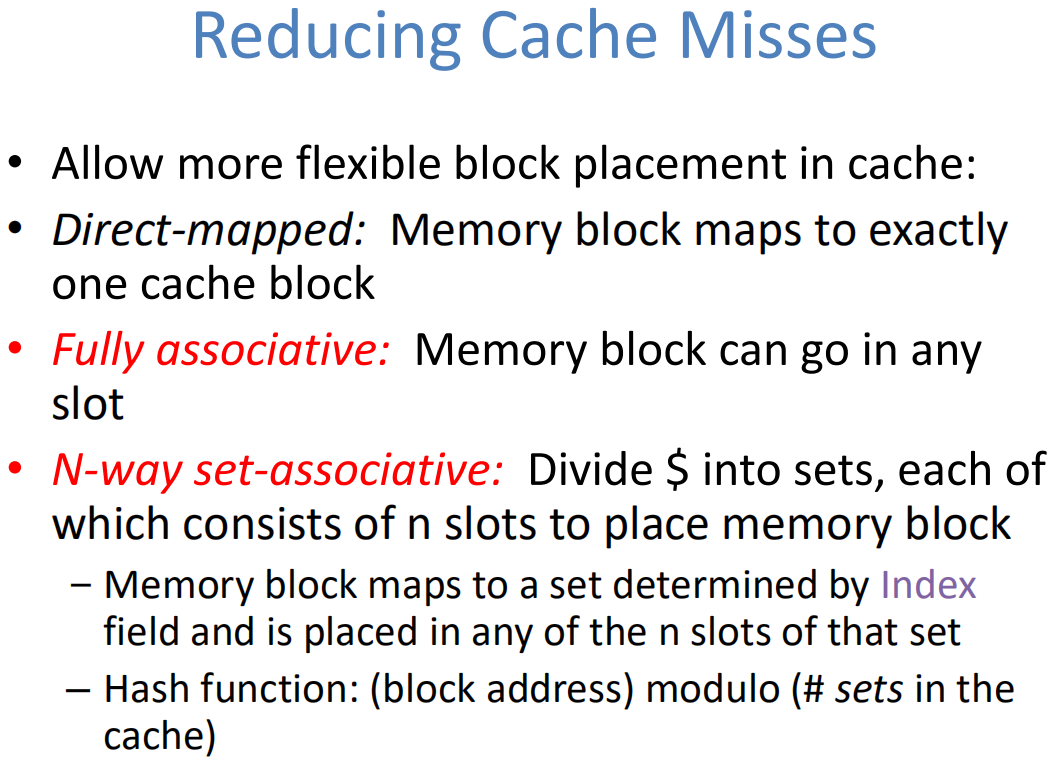 Reducing Cache Misses
• Allow more flexible block placement in cache:
• Direct-mapped: Memory block maps to exactly
one cache block
• Fully associative: Memory block can go in any
slot
• N-way set-associative: Divide $ into sets, each of
which consists of n slots to place memory block
– Memory block maps to a set determined by Index
field and is placed in any of the n slots of that set
– Hash function: (block address) modulo (# sets in the
cache)